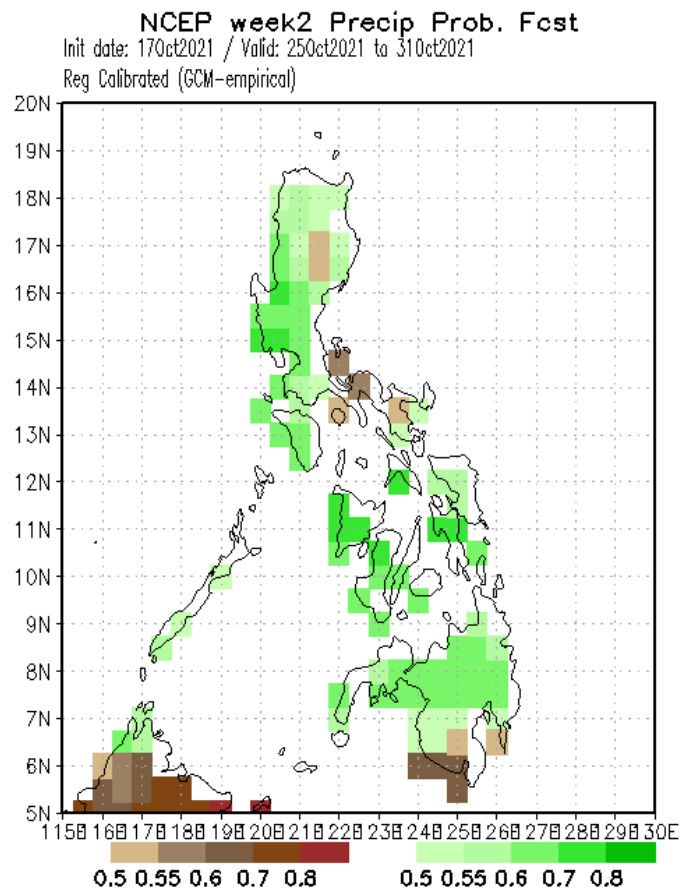 NCEP week2 Precip Prob. Fcst
Init date: 17Oct2021 / Valid: 25Oct2021 to 31Oct2021
Reg Calibrated (GCM-empirical)
20N
19N
18N
17N
16N
15N
14N
13N
12N
11N
10N
9N
8N
7N
6N
5N
115E 116E 117E 118E 119E 120E 121E 122E 123E 124E 125E 126E 127E 128E 129E 130E
0.5 0.55 0.6 0.7 0.8 0.5 0.55 0.6 0.7 0.8